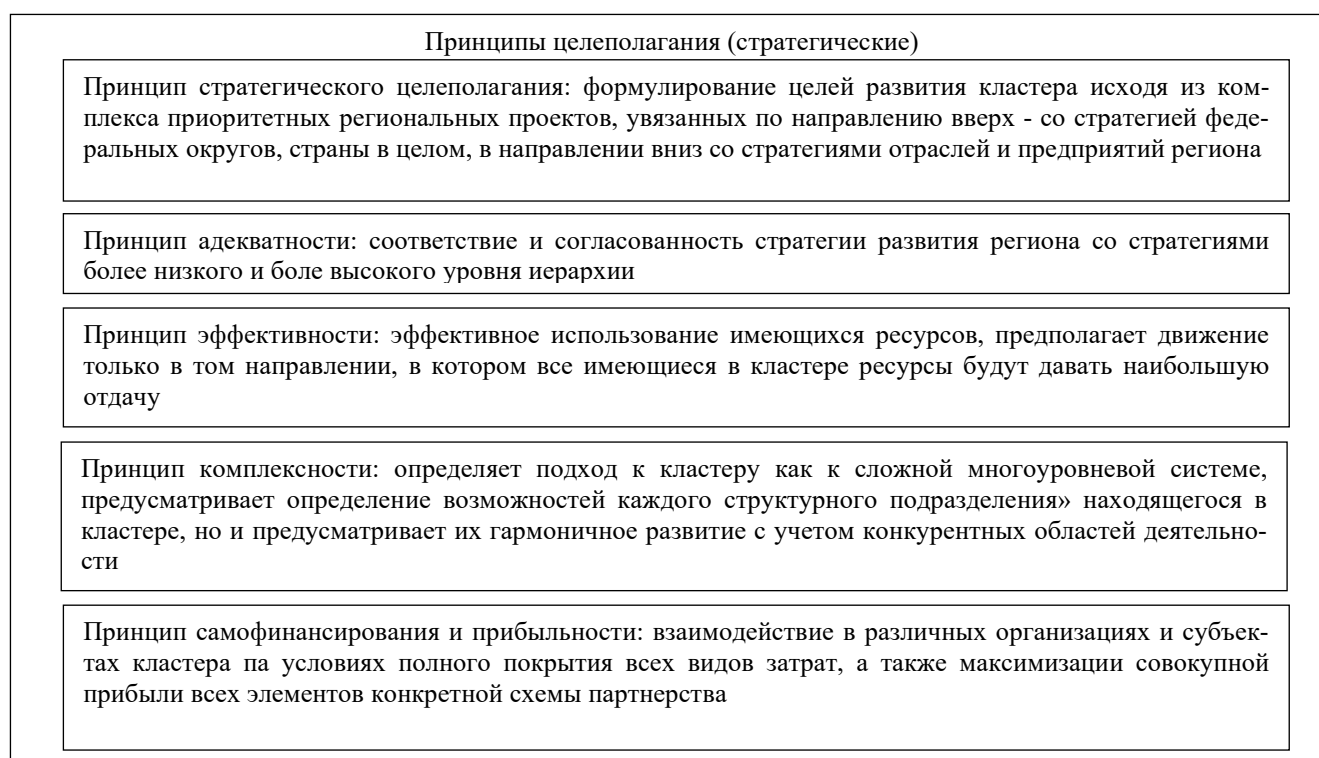 Принципы целеполагания (стратегические)
Принцип стратегического целеполагания: формулирование целей развития кластера исходя из ком-
плекса приоритетных региональных проектов, увязанных по направлению вверх - со стратегией феде-
ральных округов, страны в целом, в направлении вниз со стратегиями отраслей и предприятий региона
Принцип адекватности: соответствие и согласованность стратегии развития региона со стратегиями
более низкого и боле высокого уровня иерархии
Принцип эффективности: эффективное использование имеющихся ресурсов, предполагает движение
только в том направлении, в котором все имеющиеся в кластере ресурсы будут давать наибольшую
отдачу
Принцип комплексности: определяет подход к кластеру как к сложной многоуровневой системе,
предусматривает определение возможностей каждого структурного подразделения» находящегося в
кластере, но и предусматривает их гармоничное развитие с учетом конкурентных областей деятельно-
сти
Принцип самофинансирования и прибыльности: взаимодействие в различных организациях и субъек-
тах кластера па условиях полного покрытия всех видов затрат, а также максимизации совокупной
прибыли всех элементов конкретной схемы партнерства